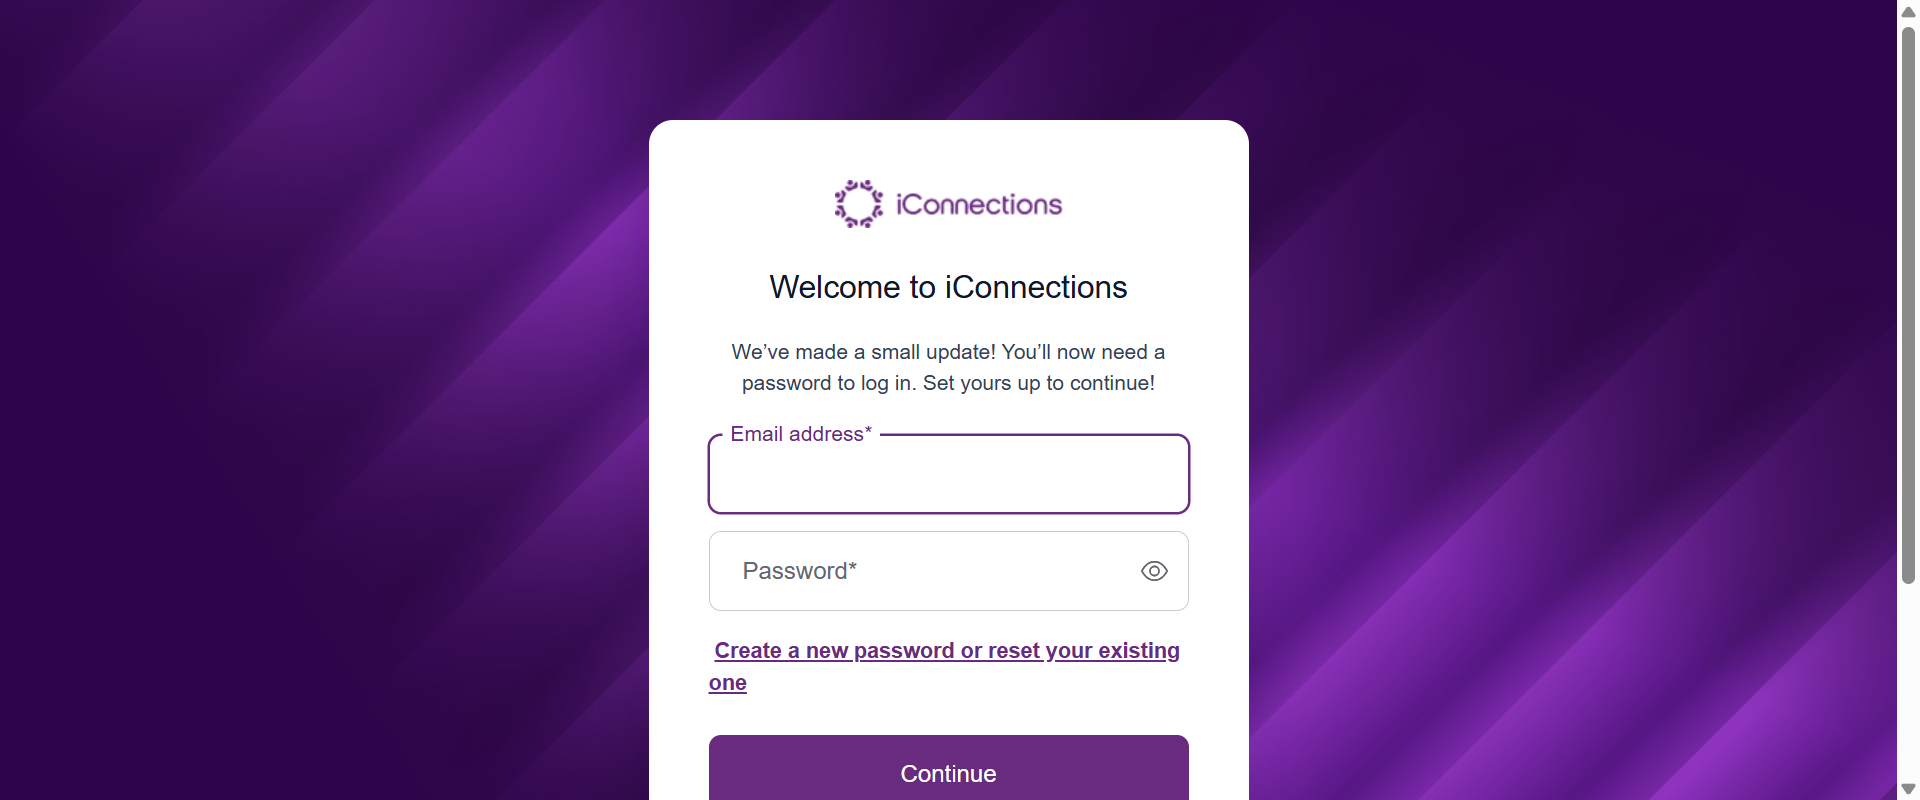 iConnections
Welcome to iConnections
We’ve made a small update! You’ll now need a
password to log in. Set yours up to continue!
Email address*
Password*
Create a new password or reset your existing
one
Continue